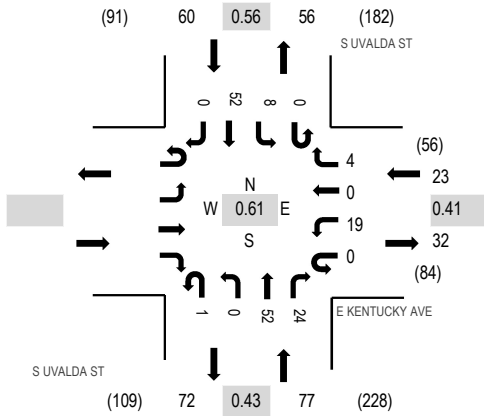 (91) 60 0.56 56 (182)
S UVALDA ST
0 52 8 0
(56)
4
23
N
0
W 0.61 E
0.41
19
S
32
0
(84)
1 0 52 24
E KENTUCKY AVE
S UVALDA ST
(109) 72 0.43 77 (228)